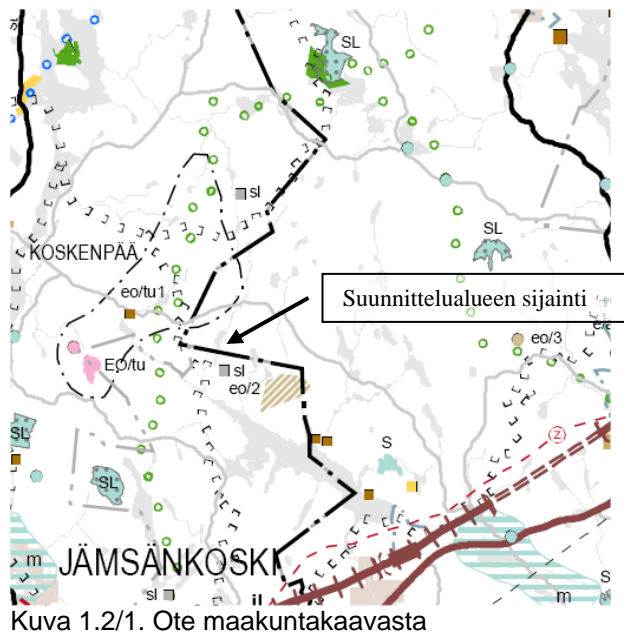 SL
sl
SL
KOSKENPÄÄ
Suunnittelualueen sijainti
eo/tu1
eo/3
EO/tu
sl
eo/2
Z
SL
S
SL
m
JÄMSÄNKOSKI
sl
il
m
S
Kuva 1.2/1. Ote maakuntakaavasta